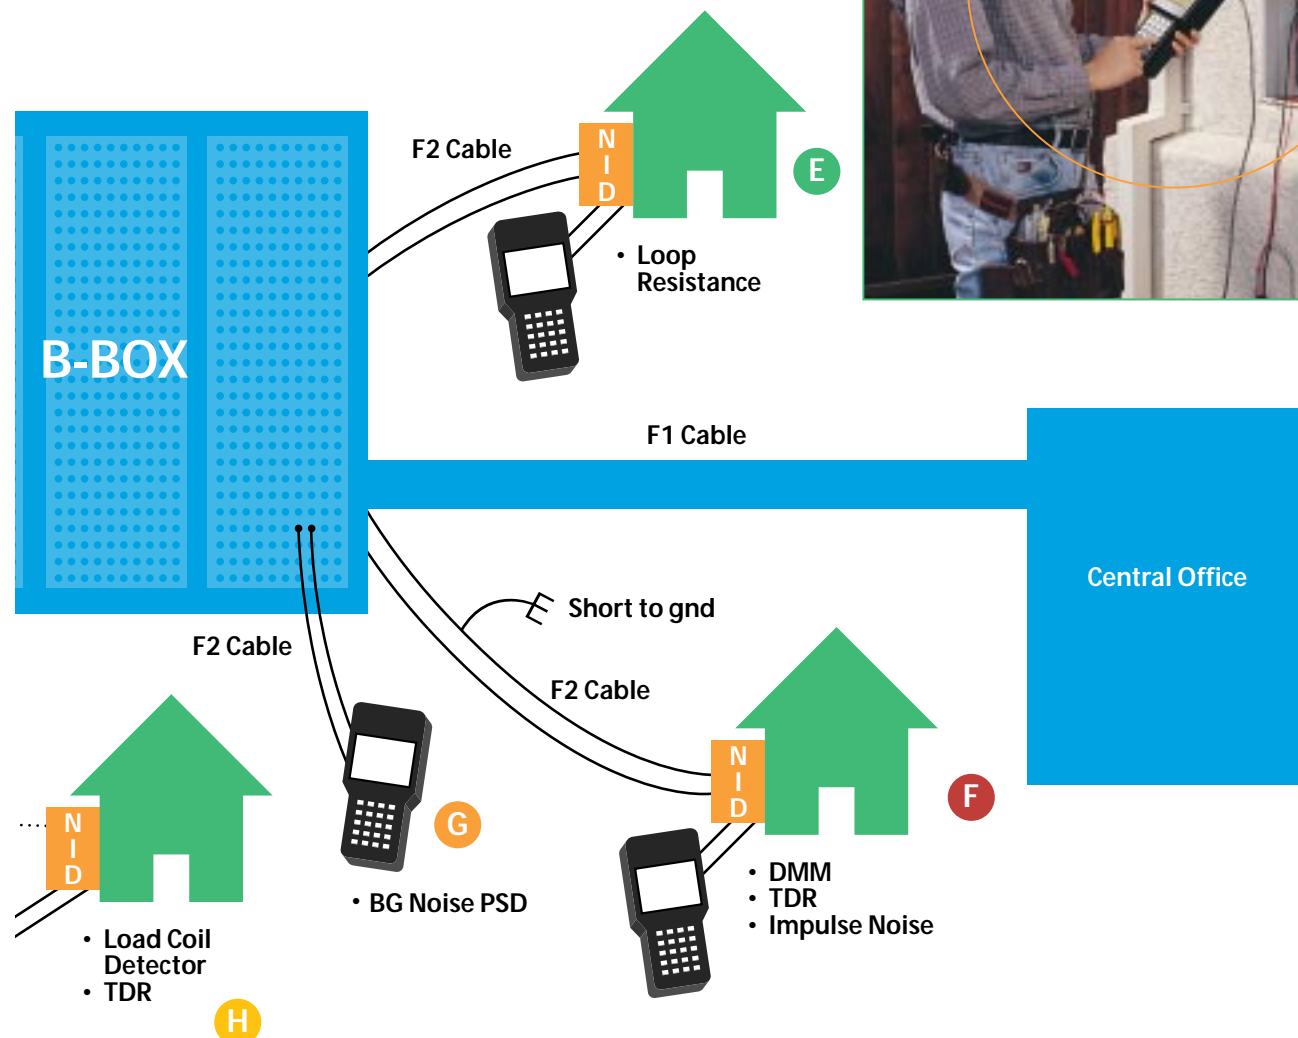 F2 Cable
N
I
D
E
• Loop
Resistance
B-BOX
F1 Cable
Central Office
Short to gnd
F2 Cable
F2 Cable
N
I
D
F
G
N
I
D
• DMM
• TDR
• Impulse Noise
• BG Noise PSD
• Load Coil
Detector
• TDR
H